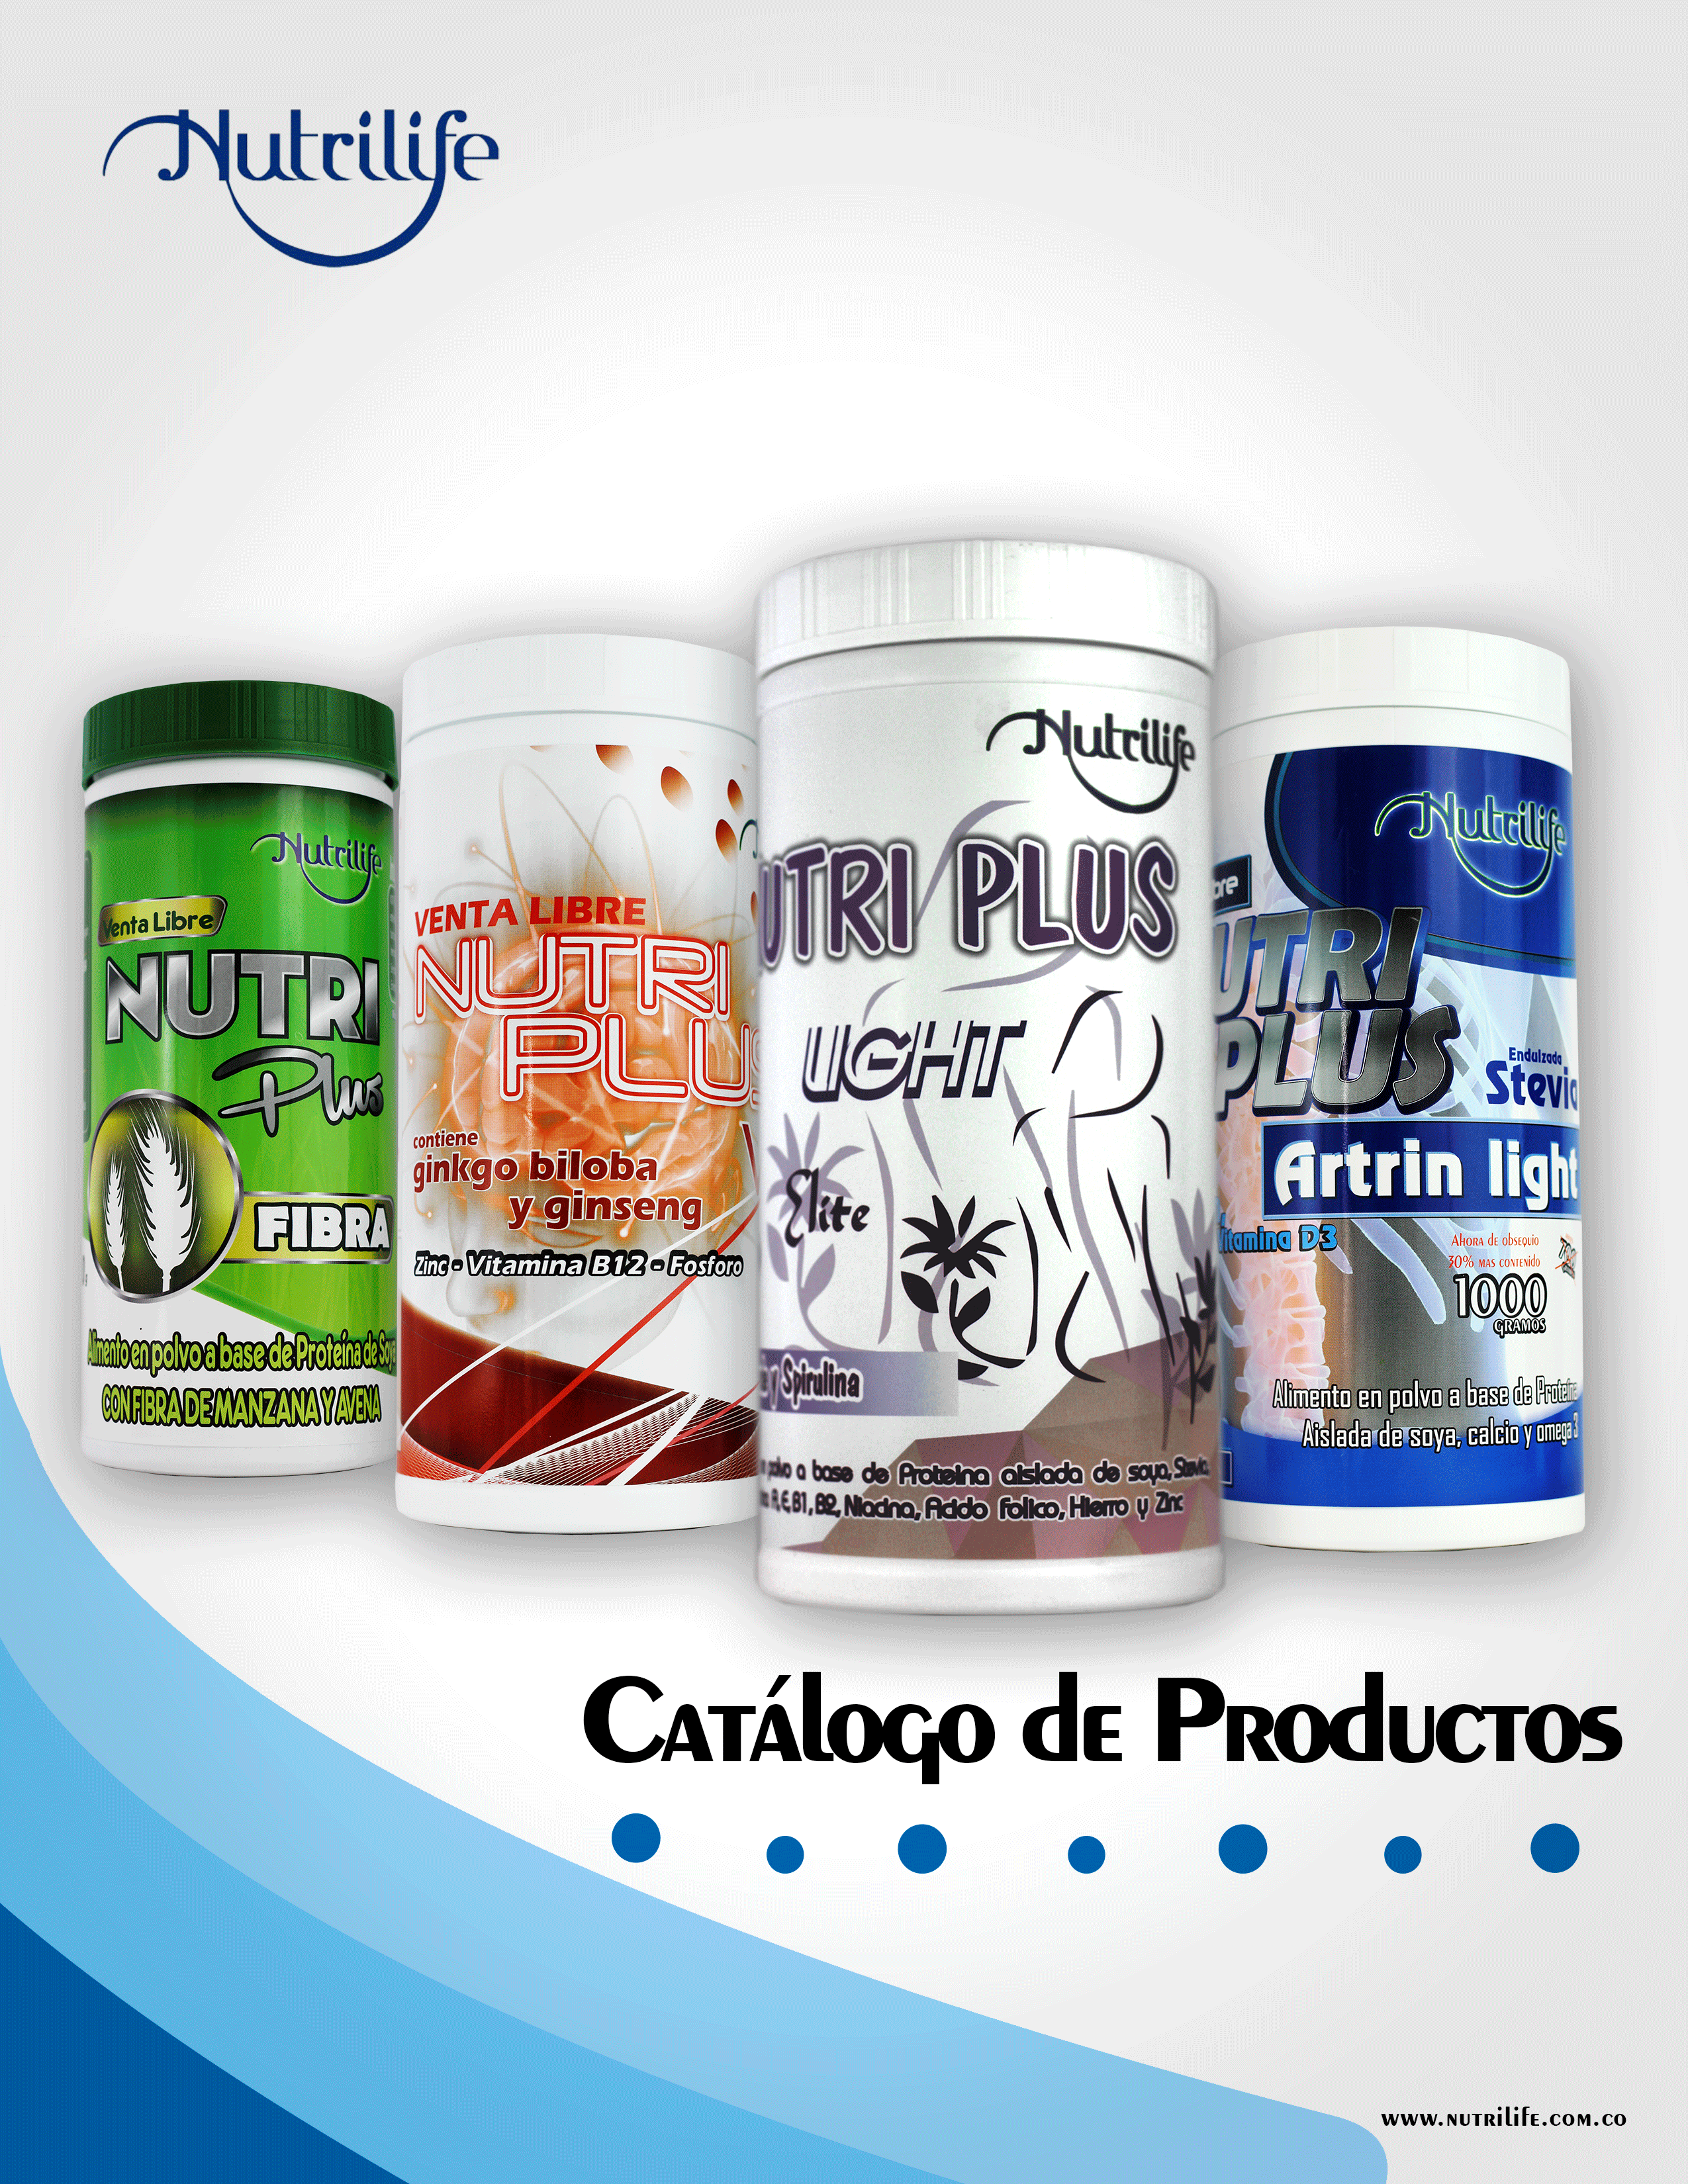 Nutrilife
Nutrilife
Venta Libre
NUTRI
Plus
FIBRA
Alimento en polvo a base de Proteína de Soya
CON FIBRA DE MANZANA Y AVENA
VENTA LIBRE
NUTRI
PLUS
contiene
ginkgo biloba
y ginseng
Zinc - Vitamina B12 - Fosforo
Nutrilife
UTRI PLUS
LIGHT
Elite
y Spirulina
polvo a base de Proteina aislada de soya, Stevia,
A, E, B1, B2, Niacina, Acido folico, Hierro y Zinc
Nutrilife
UTRI
PLUS
Endulzada
Stevia
Artrin light
Vitamina D3
Ahora de obsequio
30% mas contenido
1000
GRAMOS
Alimento en polvo a base de Proteína
Aislada de soya, calcio y omega 3
Catálogo de Productos
www.nutrilife.com.co